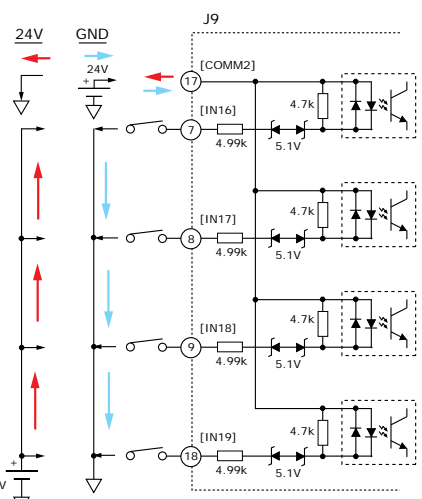 J9
24V GND
24V
+
[COMM2]
17
[IN16]
7
4.99k
5.1V
4.7k
[IN17]
8
4.99k
5.1V
4.7k
[IN18]
9
4.99k
5.1V
4.7k
[IN19]
18
4.99k
5.1V
4.7k
+
V